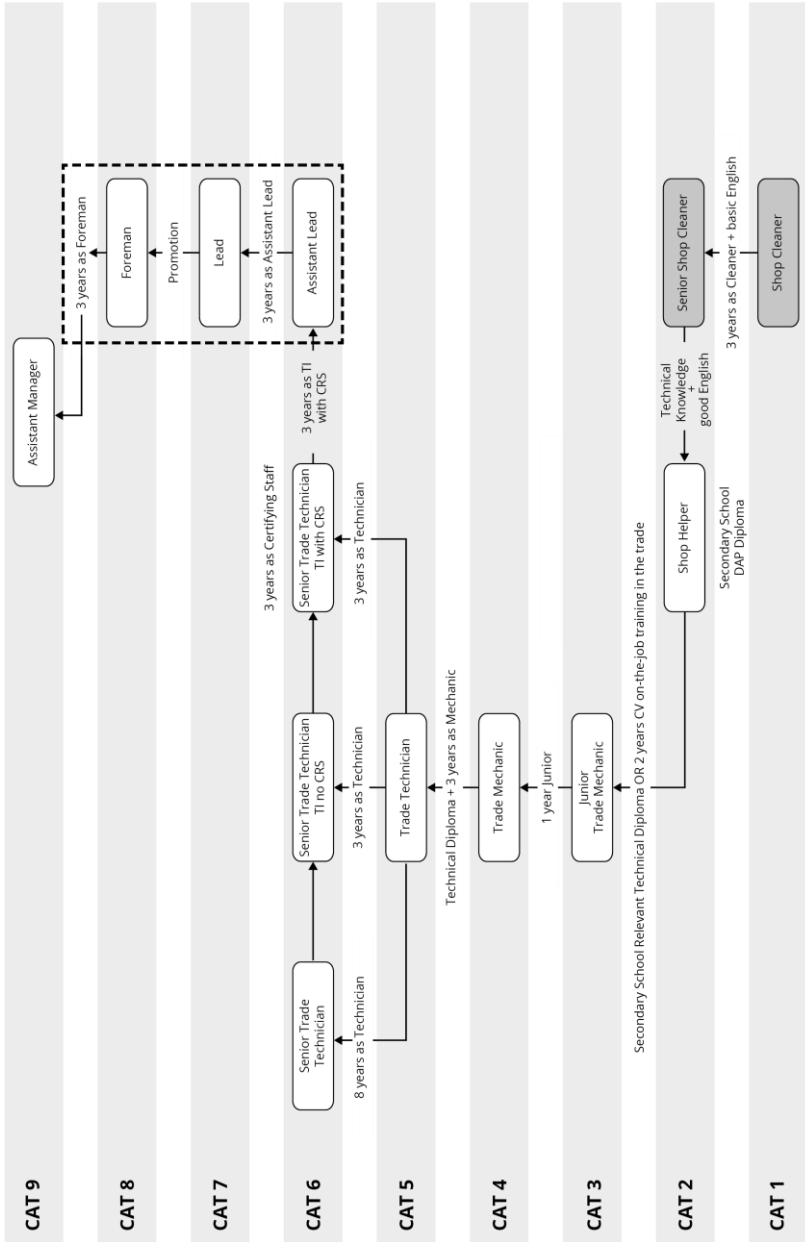 CAT 9
Assistant Manager
3 years as Foreman
CAT 8
Foreman
Promotion
CAT 7
Lead
3 years as Assistant Lead
CAT 6
Senior Trade
Technician
Senior Trade Technician
TI no CRS
3 years as Certifying Staff
Senior Trade Technician
TI with CRS
3 years as TI
with CRS
Assistant Lead
8 years as Technician
3 years as Technician
3 years as Technician
CAT 5
Trade Technician
Technical Diploma + 3 years as Mechanic
CAT 4
Trade Mechanic
1 year Junior
CAT 3
Junior
Trade Mechanic
Secondary School Relevant Technical Diploma OR 2 years CV on-the-job training in the trade
CAT 2
Shop Helper
Secondary School
DAP Diploma
Technical
Knowledge
+
good English
Senior Shop Cleaner
3 years as Cleaner + basic English
CAT 1
Shop Cleaner